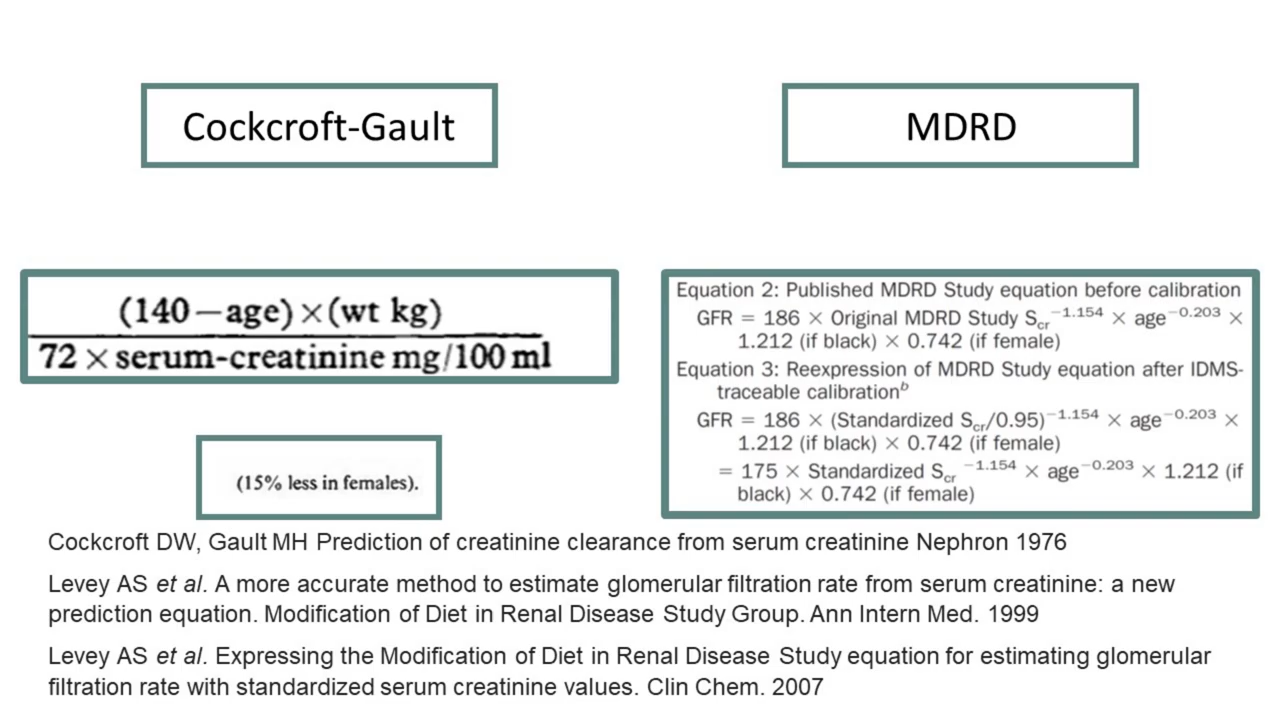 Cockcroft-Gault
MDRD
(140−age)×(wt kg)
72×serum-creatinine mg/100 ml
(15% less in females).
Equation 2: Published MDRD Study equation before calibration
GFR = 186 × Original MDRD Study Scr−1.154 × age−0.203 ×
1.212 (if black) × 0.742 (if female)
Equation 3: Reexpression of MDRD Study equation after IDMS-
traceable calibrationb
GFR = 186 × (Standardized Scr/0.95)−1.154 × age−0.203 ×
1.212 (if black) × 0.742 (if female)
= 175 × Standardized Scr −1.154 × age−0.203 × 1.212 (if
black) × 0.742 (if female)
Cockcroft DW, Gault MH Prediction of creatinine clearance from serum creatinine Nephron 1976
Levey AS et al. A more accurate method to estimate glomerular filtration rate from serum creatinine: a new
prediction equation. Modification of Diet in Renal Disease Study Group. Ann Intern Med. 1999
Levey AS et al. Expressing the Modification of Diet in Renal Disease Study equation for estimating glomerular
filtration rate with standardized serum creatinine values. Clin Chem. 2007